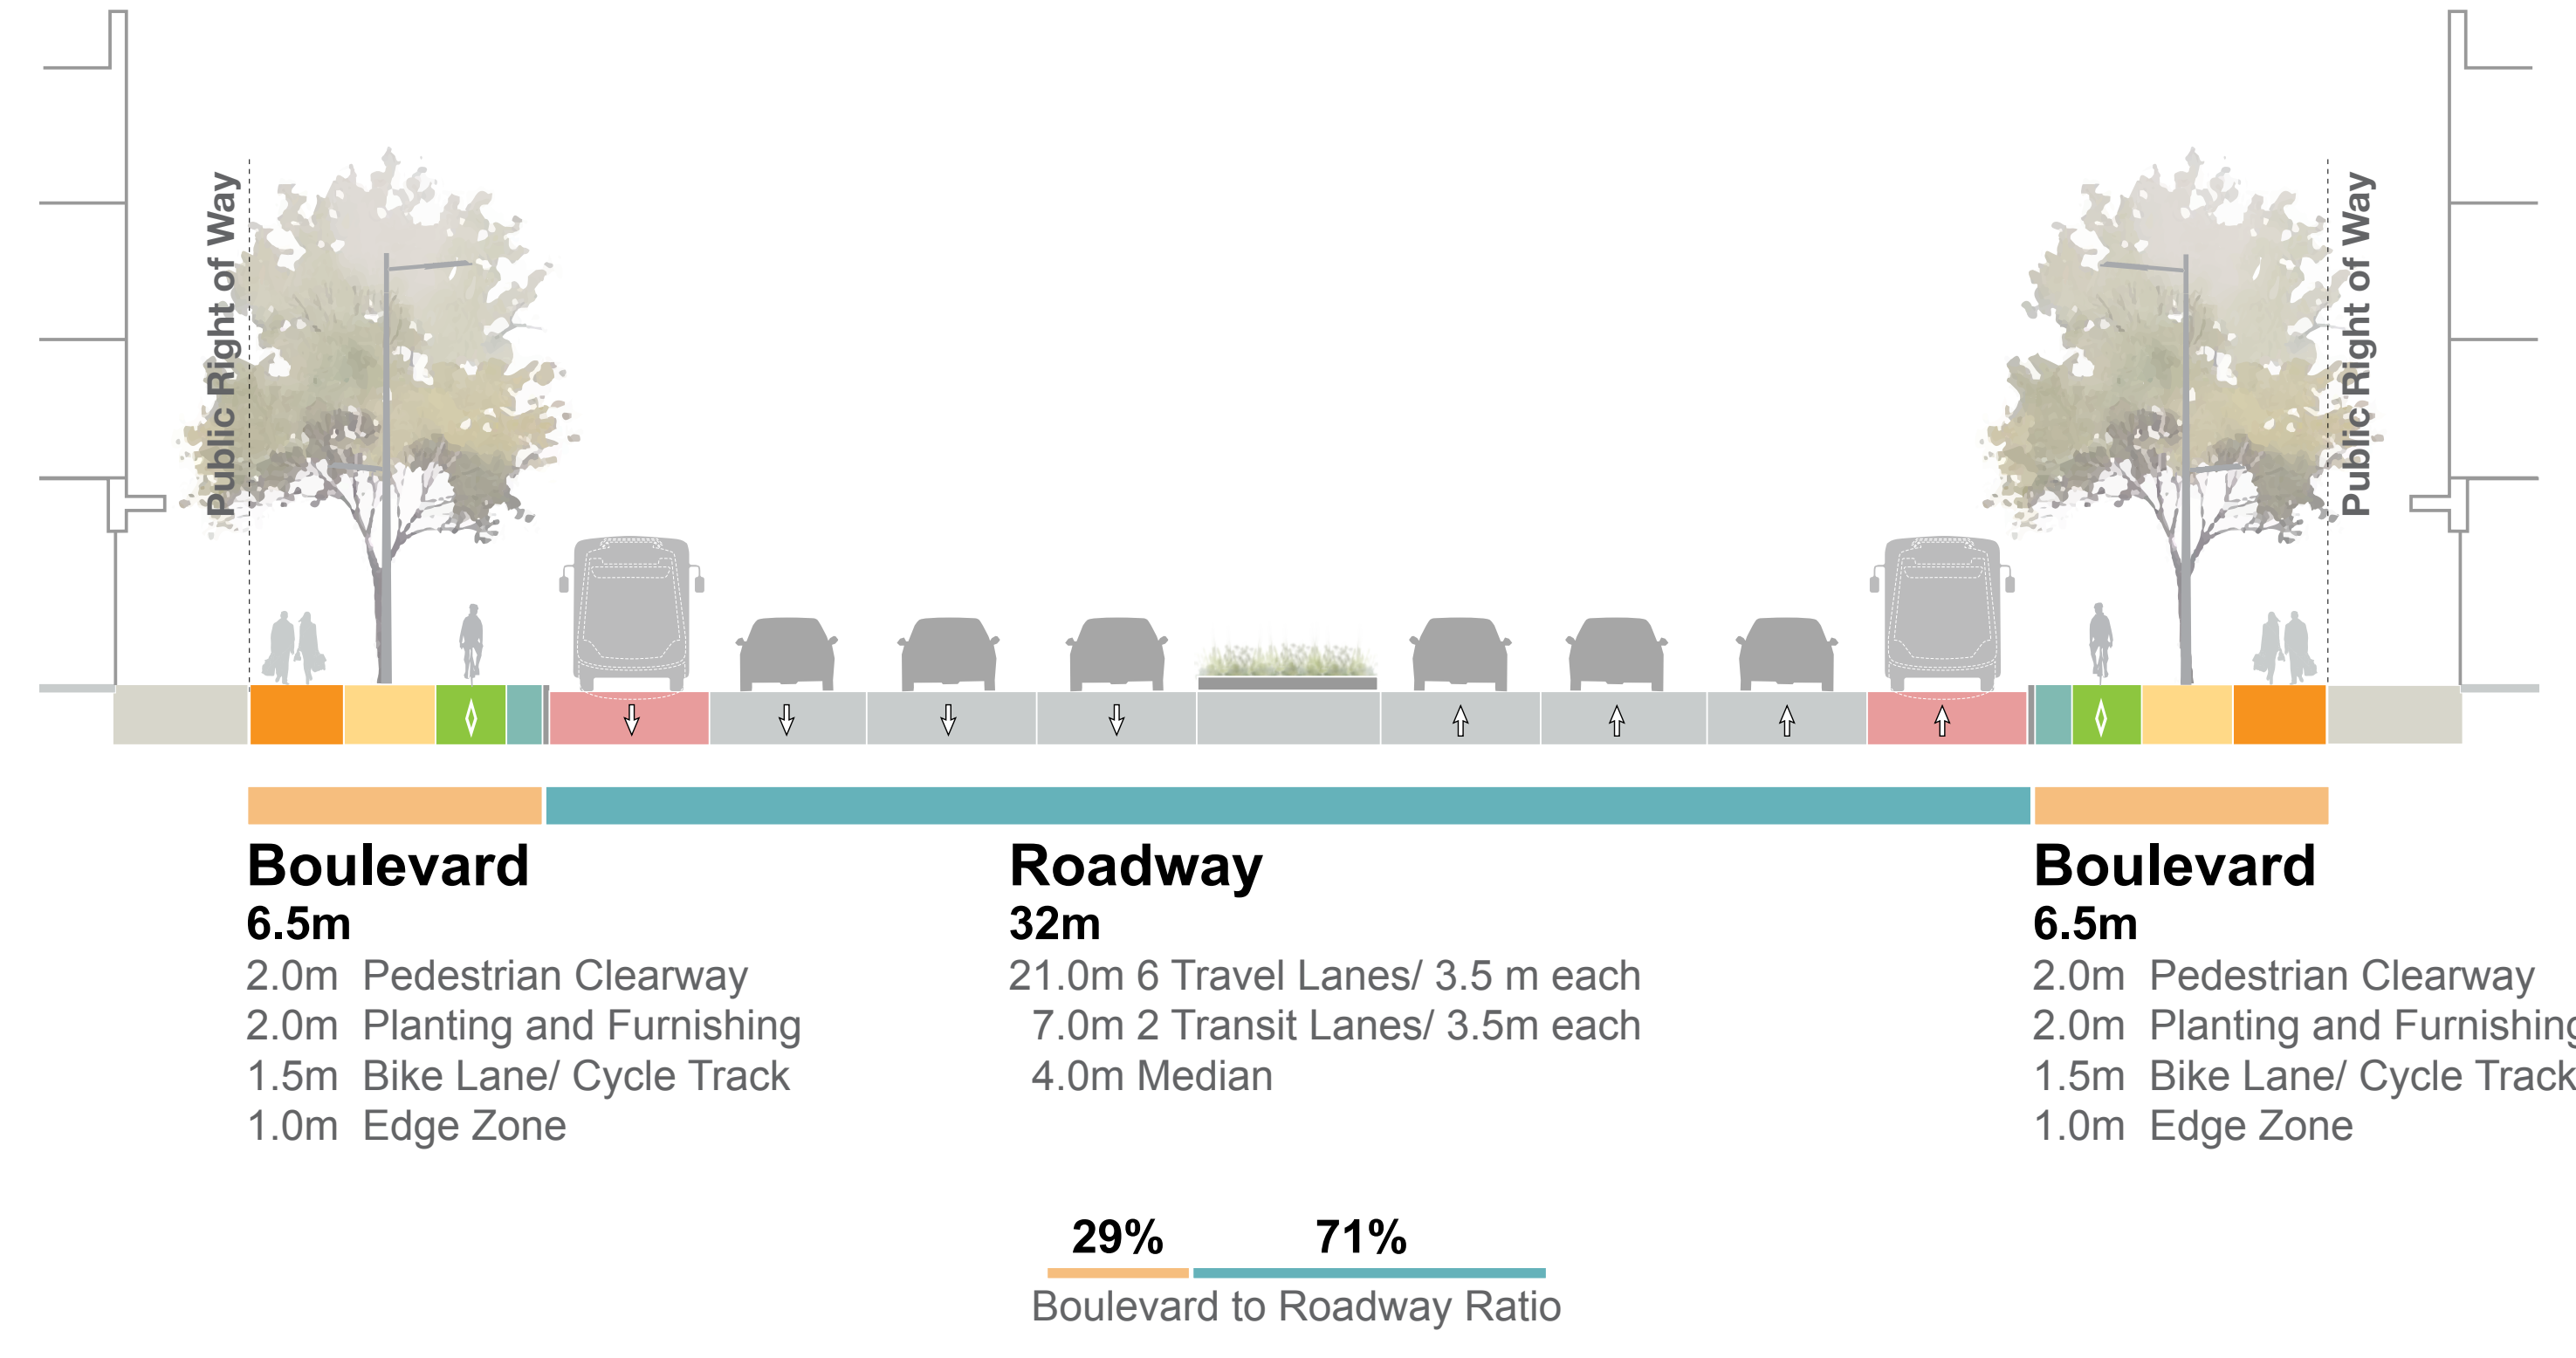 Public Right of Way
Public Right of Way
Boulevard
6.5m
2.0m Pedestrian Clearway
2.0m Planting and Furnishing
1.5m Bike Lane/ Cycle Track
1.0m Edge Zone
Roadway
32m
21.0m 6 Travel Lanes/ 3.5 m each
7.0m 2 Transit Lanes/ 3.5m each
4.0m Median
Boulevard
6.5m
2.0m Pedestrian Clearway
2.0m Planting and Furnishing
1.5m Bike Lane/ Cycle Track
1.0m Edge Zone
29% 71%
Boulevard to Roadway Ratio